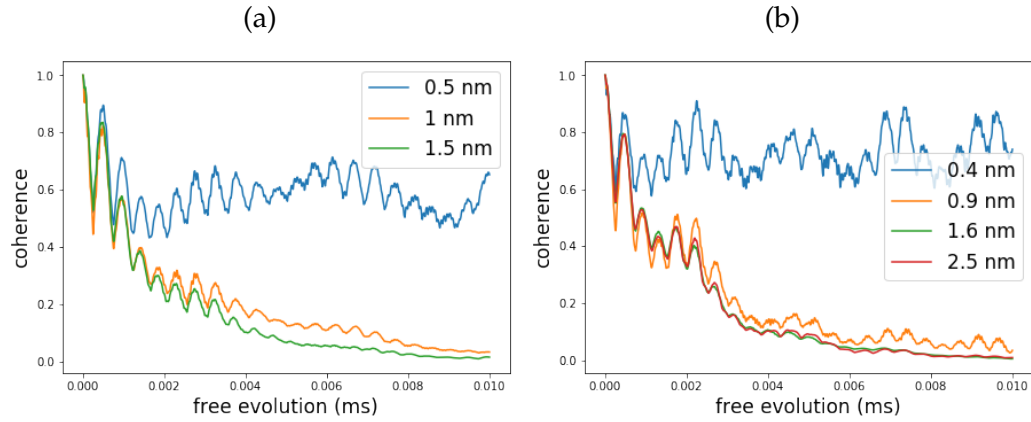 (a)
(b)
1.0
0.8
0.6
0.4
0.2
0.0
coherence
0.5 nm
1 nm
1.5 nm
0.000
0.002
0.004
0.006
0.008
0.010
free evolution (ms)
1.0
0.8
0.6
0.4
0.2
0.0
coherence
0.4 nm
0.9 nm
1.6 nm
2.5 nm
0.000
0.002
0.004
0.006
0.008
0.010
free evolution (ms)